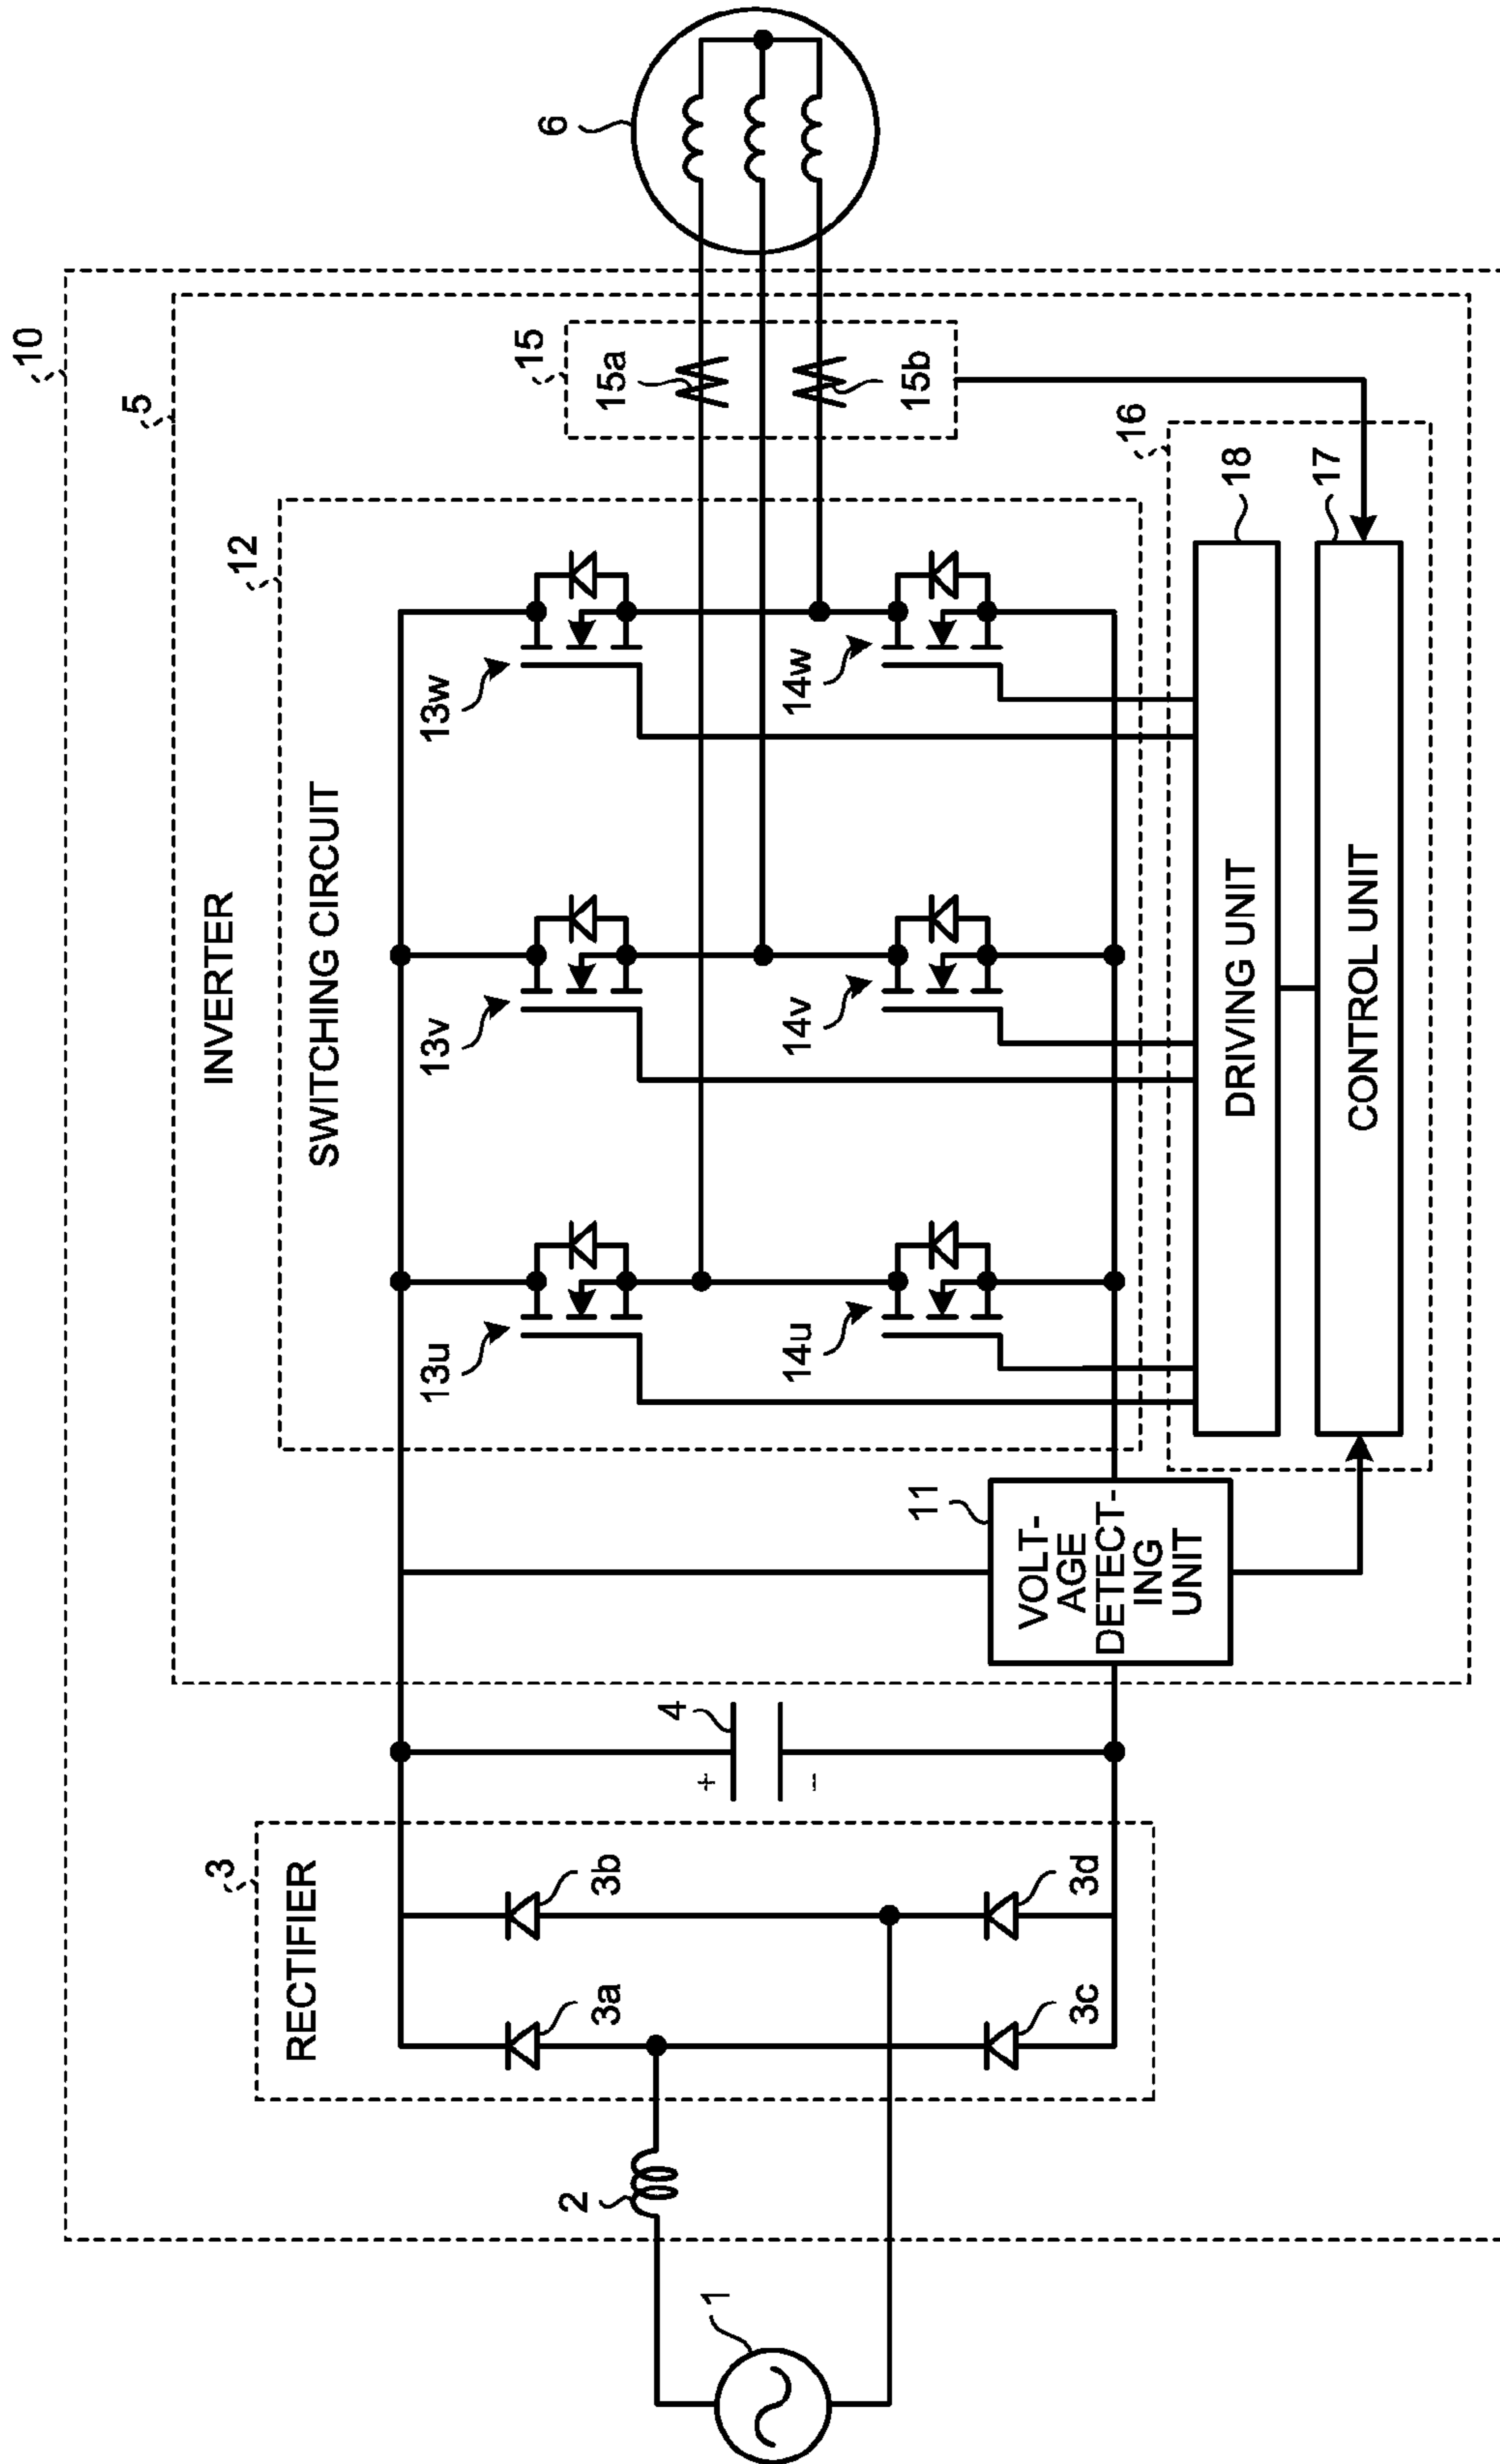 10
5
INVERTER
12
SWITCHING CIRCUIT
3
RECTIFIER
13u
13v
13w
14u
14v
14w
15
15a
15b
6
1
2
3a
3b
3c
3d
4
+
-
11
VOLT-
AGE
DETECT-
ING
UNIT
16
18
DRIVING UNIT
17
CONTROL UNIT